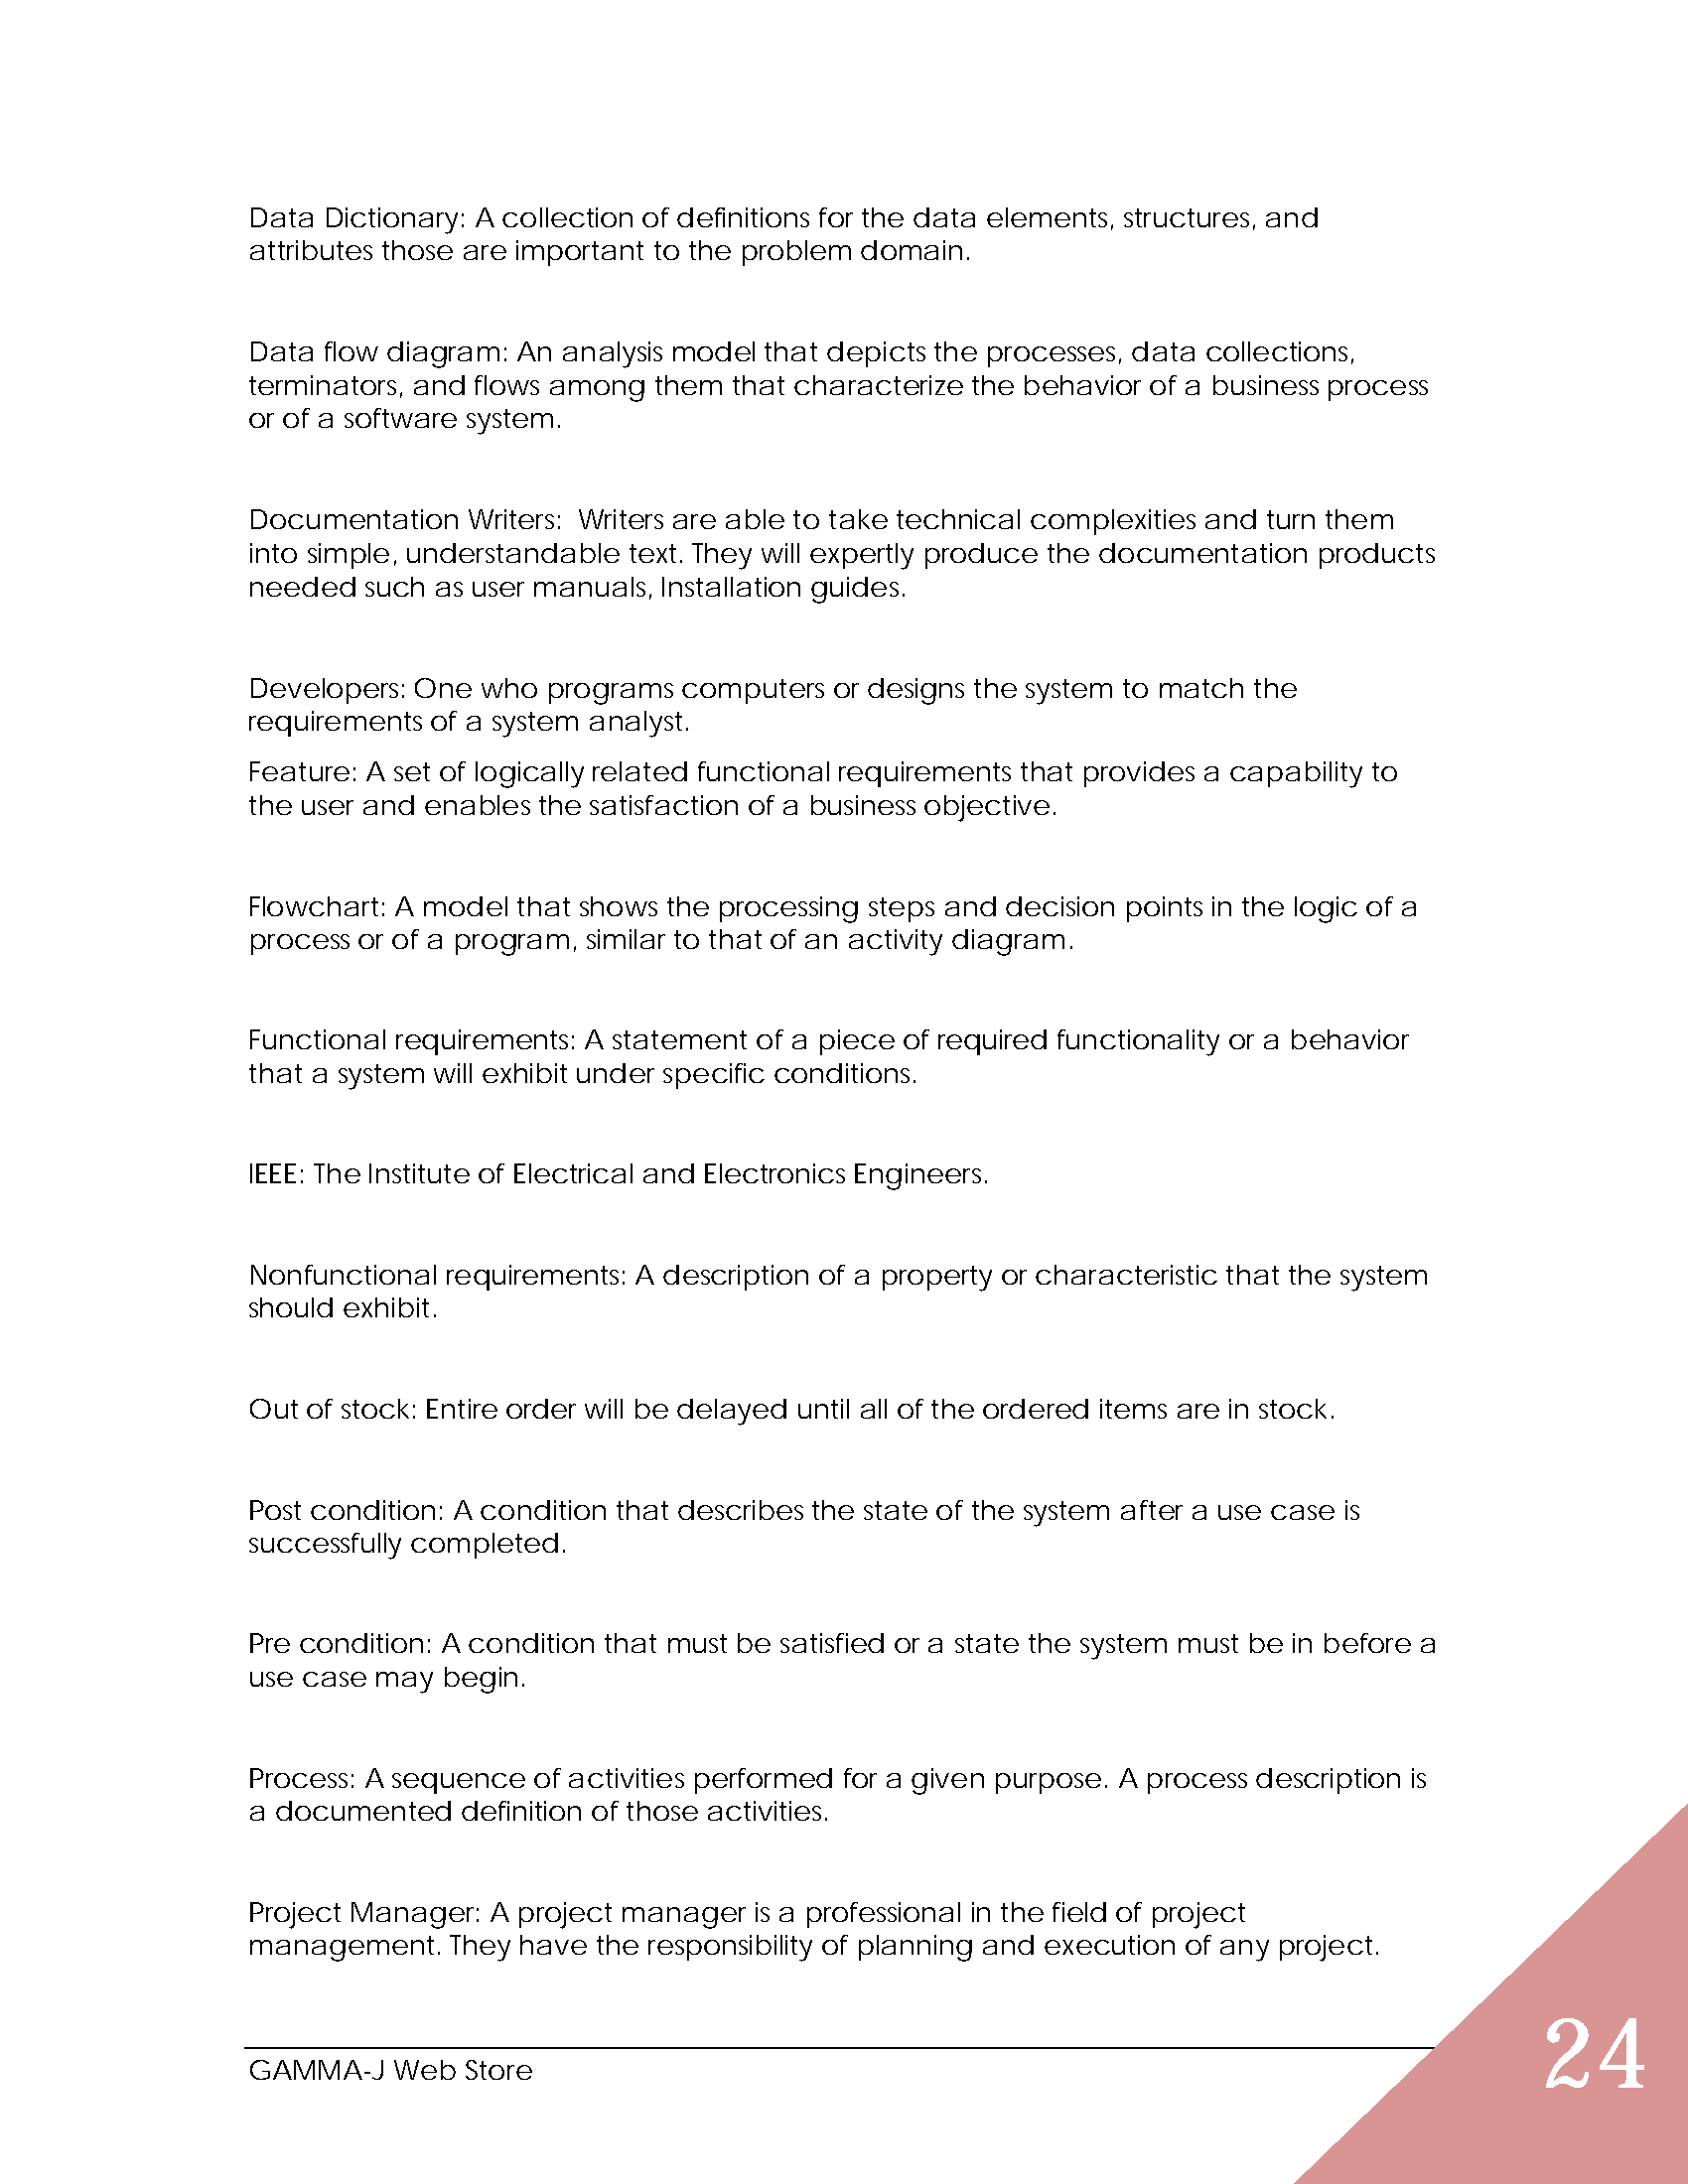 Data Dictionary: A collection of definitions for the data elements, structures, and
attributes those are important to the problem domain.
Data flow diagram: An analysis model that depicts the processes, data collections,
terminators, and flows among them that characterize the behavior of a business process
or of a software system.
Documentation Writers:  Writers are able to take technical complexities and turn them
into simple, understandable text. They will expertly produce the documentation products
needed such as user manuals, Installation guides.
Developers: One who programs computers or designs the system to match the
requirements of a system analyst.
Feature: A set of logically related functional requirements that provides a capability to
the user and enables the satisfaction of a business objective.
Flowchart: A model that shows the processing steps and decision points in the logic of a
process or of a program, similar to that of an activity diagram.
Functional requirements: A statement of a piece of required functionality or a behavior
that a system will exhibit under specific conditions.
IEEE: The Institute of Electrical and Electronics Engineers.
Nonfunctional requirements: A description of a property or characteristic that the system
should exhibit.
Out of stock: Entire order will be delayed until all of the ordered items are in stock.
Post condition: A condition that describes the state of the system after a use case is
successfully completed.
Pre condition: A condition that must be satisfied or a state the system must be in before a
use case may begin.
Process: A sequence of activities performed for a given purpose. A process description is
a documented definition of those activities.
Project Manager: A project manager is a professional in the field of project
management. They have the responsibility of planning and execution of any project.
GAMMA-J Web Store
24